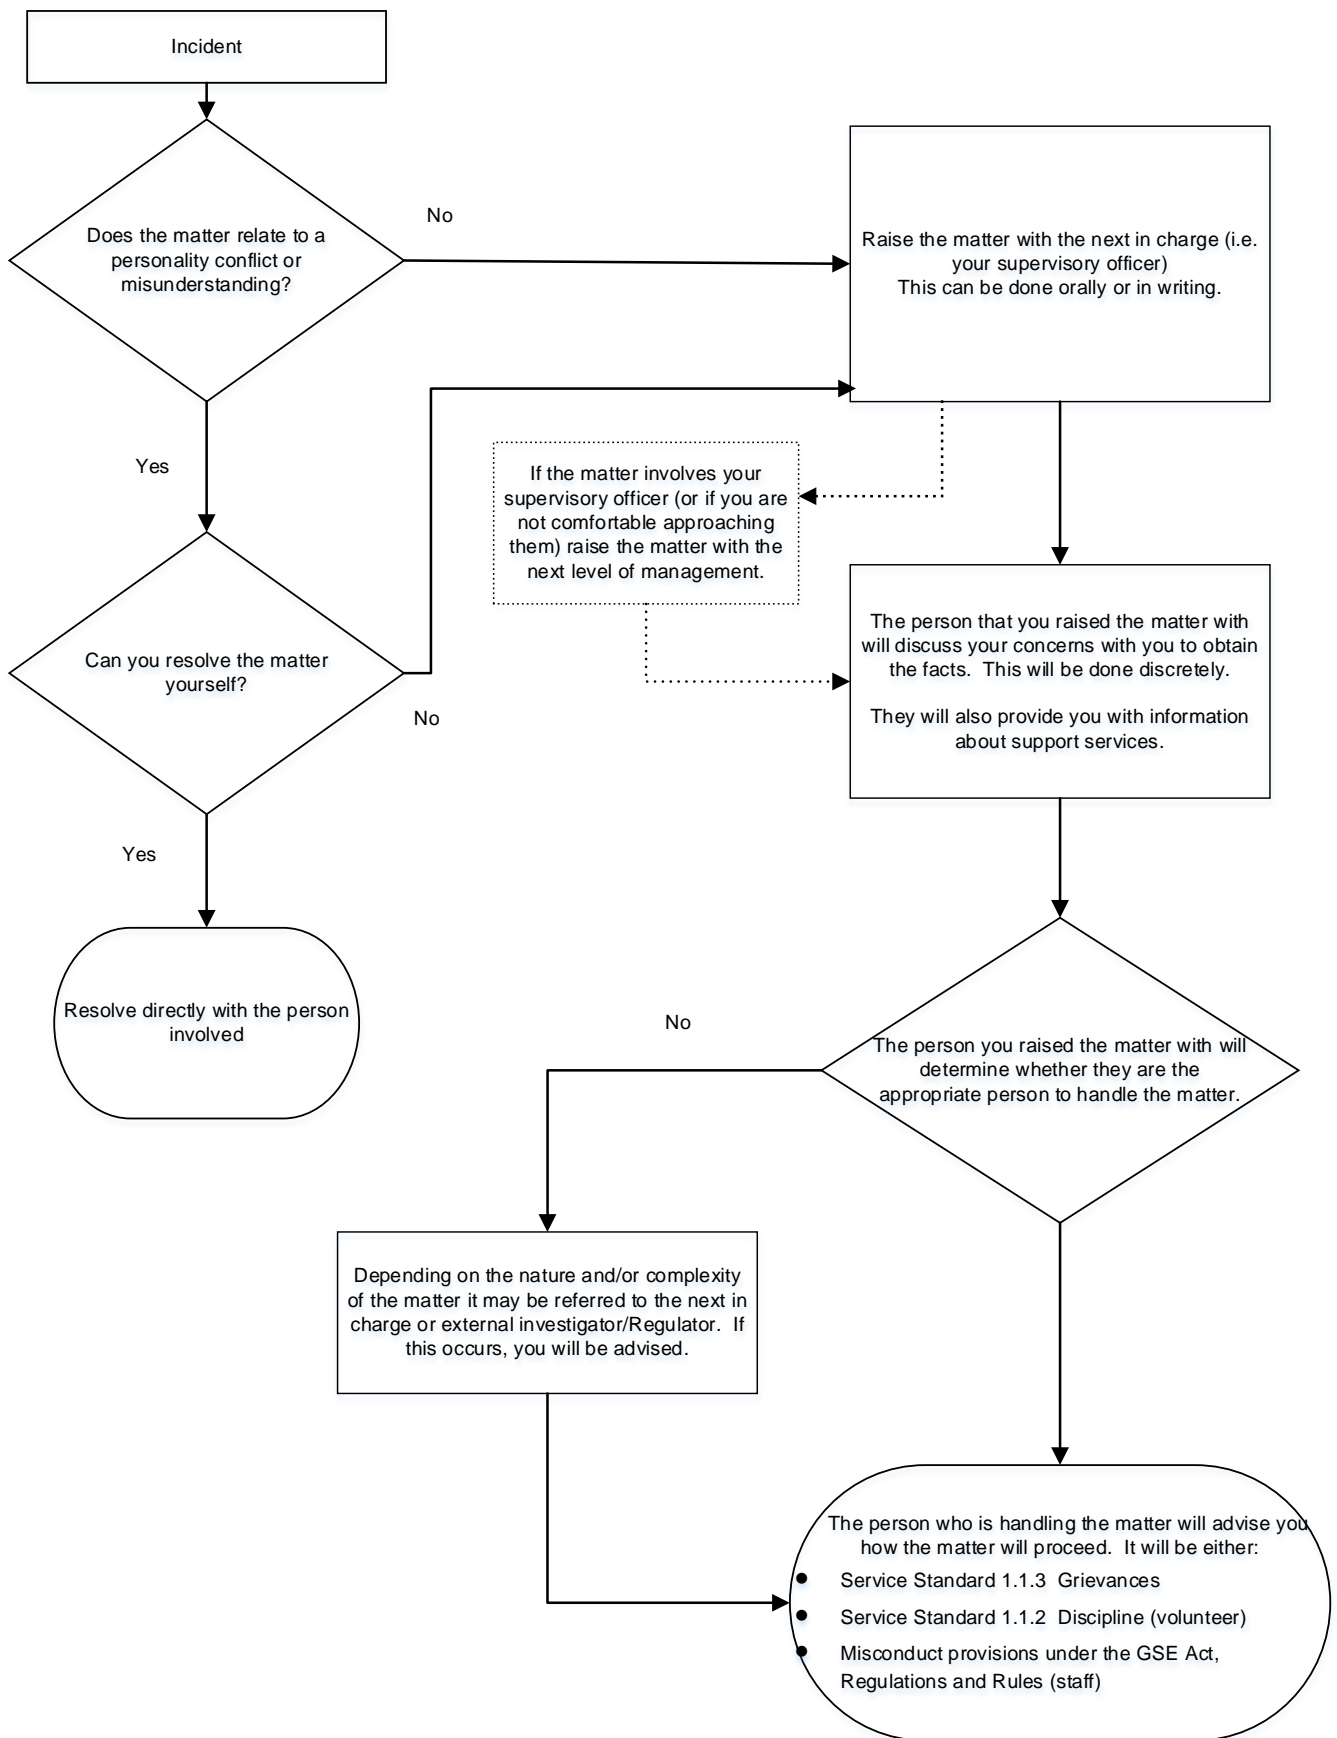 Incident
Does the matter relate to a
personality conflict or
misunderstanding?
No
Raise the matter with the next in charge (i.e.
your supervisory officer)
This can be done orally or in writing.
Yes
If the matter involves your
supervisory officer (or if you are
not comfortable approaching
them) raise the matter with the
next level of management.
Can you resolve the matter
yourself?
No
The person that you raised the matter with
will discuss your concerns with you to obtain
the facts.  This will be done discretely.
They will also provide you with information
about support services.
Yes
Resolve directly with the person
involved
No
The person you raised the matter with will
determine whether they are the
appropriate person to handle the matter.
Depending on the nature and/or complexity
of the matter it may be referred to the next in
charge or external investigator/Regulator.  If
this occurs, you will be advised.
The person who is handling the matter will advise you
how the matter will proceed.  It will be either:
● Service Standard 1.1.3  Grievances
● Service Standard 1.1.2  Discipline (volunteer)
● Misconduct provisions under the GSE Act,
Regulations and Rules (staff)